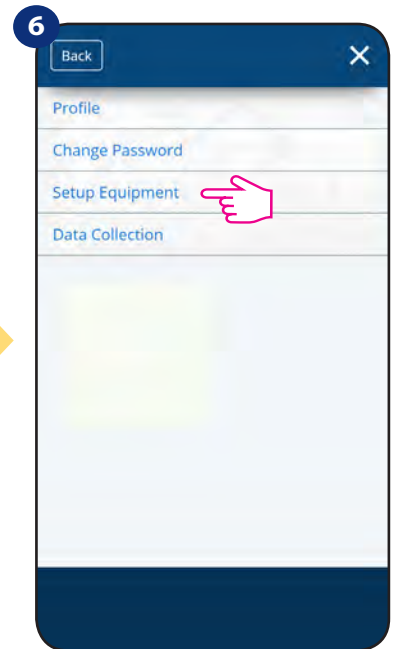 6
Back
Profile
Change Password
Setup Equipment
Data Collection